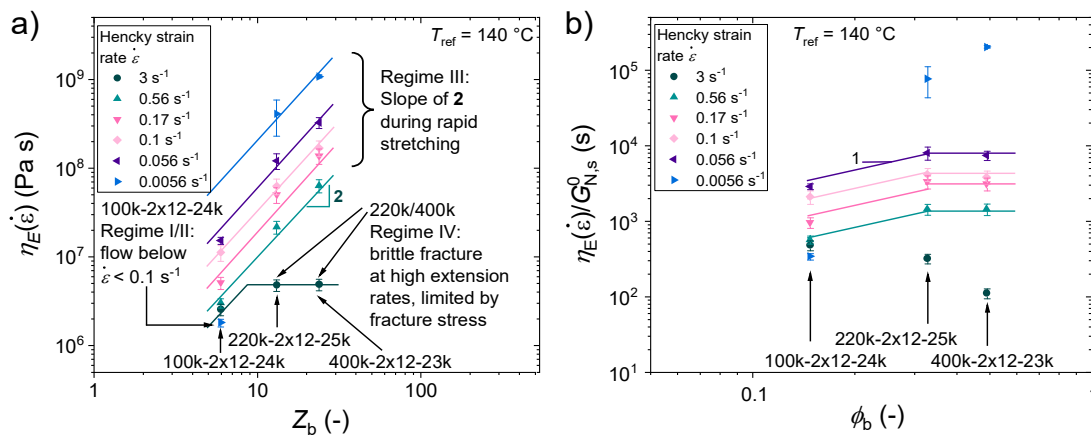 a)
Hencky strain
rate ε̇
3 s⁻¹
0.56 s⁻¹
0.17 s⁻¹
0.1 s⁻¹
0.056 s⁻¹
0.0056 s⁻¹
T_ref = 140 °C
Regime III:
Slope of 2
during rapid
stretching
2
100k-2x12-24k
Regime I/II:
flow below
ε̇ < 0.1 s⁻¹
220k/400k
Regime IV:
brittle fracture
at high extension
rates, limited by
fracture stress
220k-2x12-25k
100k-2x12-24k
400k-2x12-23k
η_E(ε̇) (Pa s)
10⁹
10⁸
10⁷
10⁶
1
10
100
Z_b (-)
b)
Hencky strain
rate ε̇
3 s⁻¹
0.56 s⁻¹
0.17 s⁻¹
0.1 s⁻¹
0.056 s⁻¹
0.0056 s⁻¹
T_ref = 140 °C
1
220k-2x12-25k
100k-2x12-24k
400k-2x12-23k
η_E(ε̇)/G⁰_N,s (s)
10⁵
10⁴
10³
10²
10¹
0.1
ϕ_b (-)